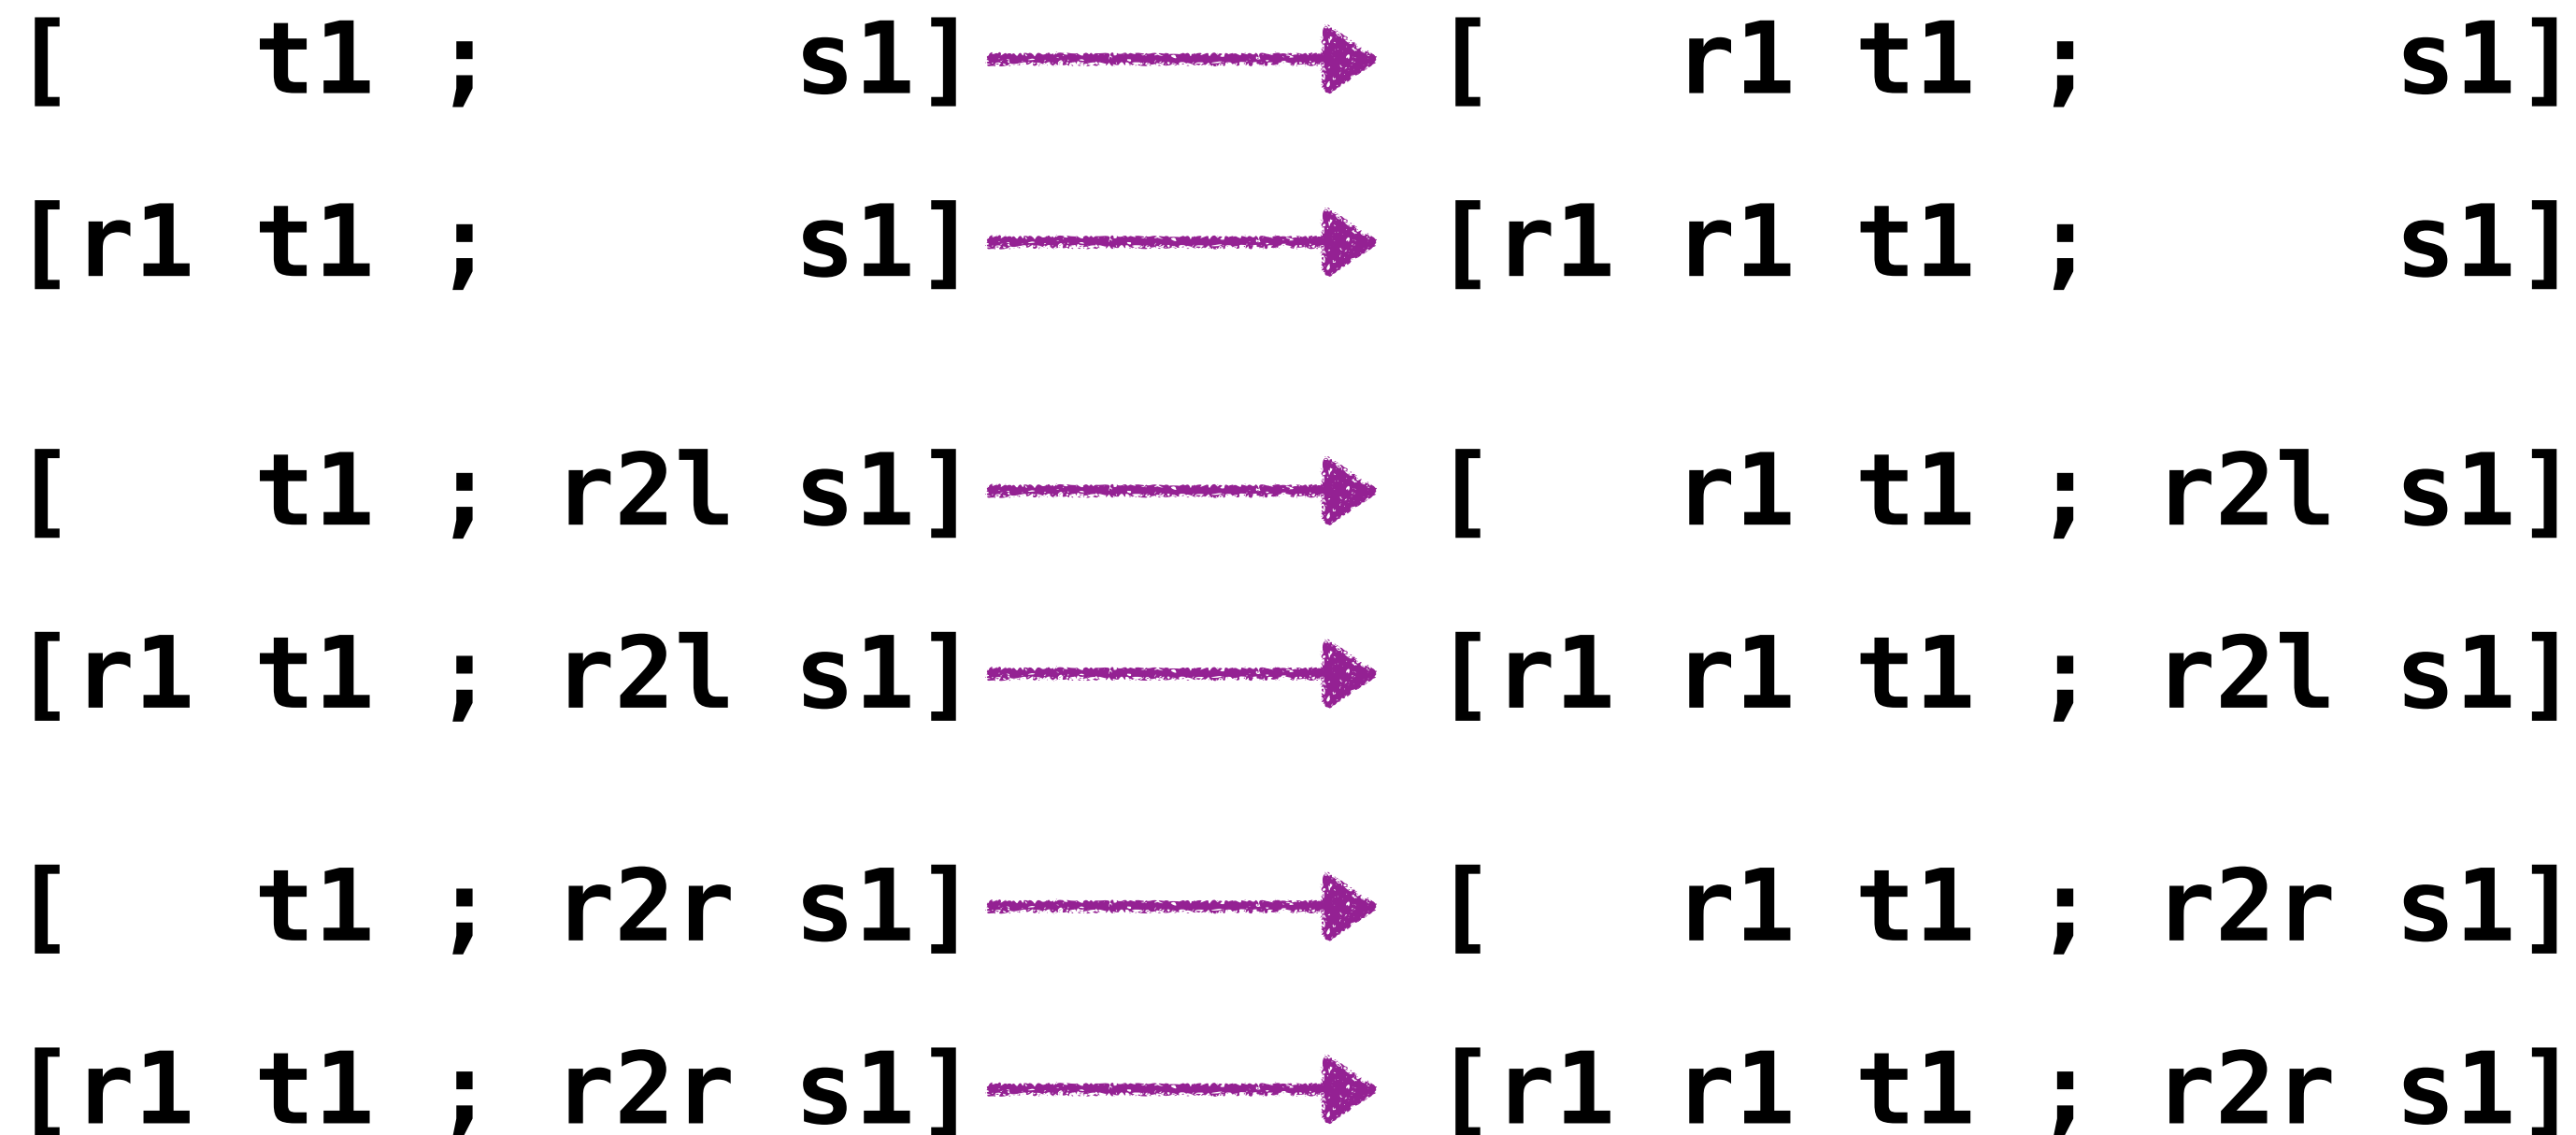 [ t1 ; s1] [ r1 t1 ; s1]
[r1 t1 ; s1] [r1 r1 t1 ; s1]
[ t1 ; r2l s1] [ r1 t1 ; r2l s1]
[r1 t1 ; r2l s1] [r1 r1 t1 ; r2l s1]
[ t1 ; r2r s1] [ r1 t1 ; r2r s1]
[r1 t1 ; r2r s1] [r1 r1 t1 ; r2r s1]